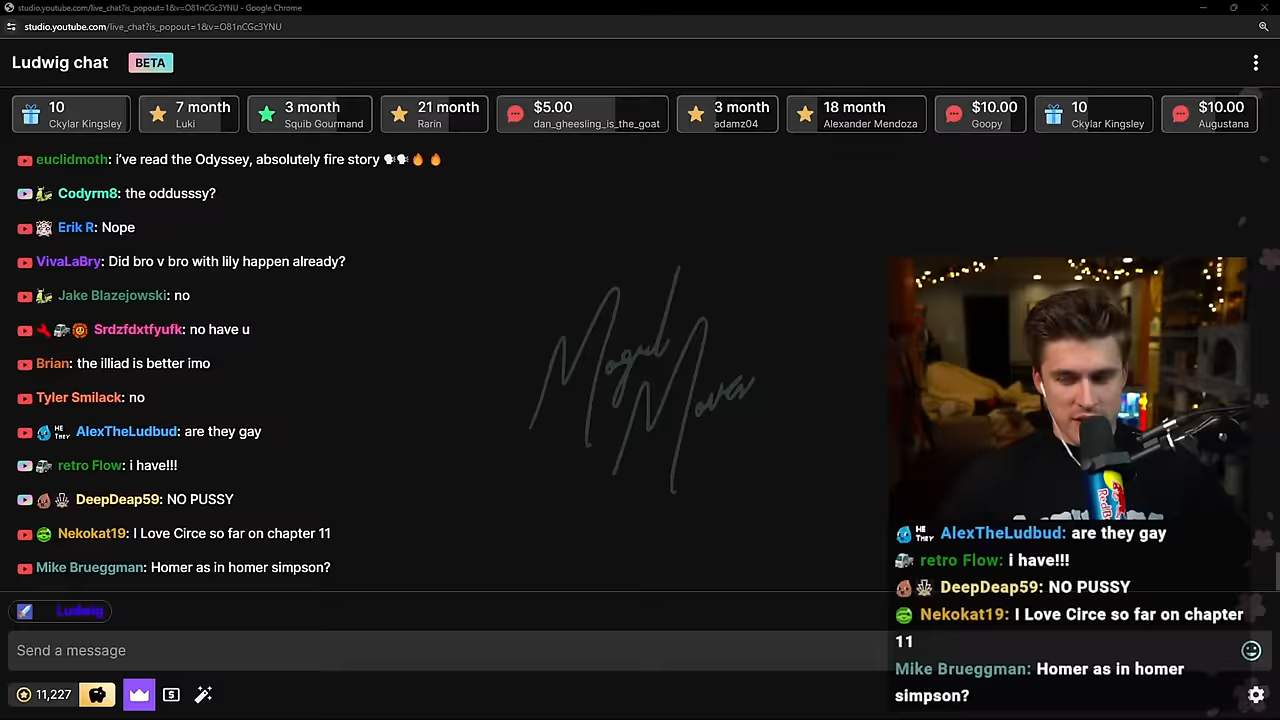 studio.youtube.com/live_chat?is_popout=1&v=O81nCGc3YNU - Google Chrome
studio.youtube.com/live_chat?is_popout=1&v=O81nCGc3YNU
Ludwig chat BETA
10 Ckylar Kingsley
7 month Luki
3 month Squib Gourmand
21 month Rarin
$5.00 dan_gheesling_is_the_goat
3 month adamz04
18 month Alexander Mendoza
$10.00 Goopy
10 Ckylar Kingsley
$10.00 Augustana
euclidmoth: i've read the Odyssey, absolutely fire story 🗣🗣🔥🔥
Codyrm8: the oddusssy?
Erik R: Nope
VivaLaBry: Did bro v bro with lily happen already?
Jake Blazejowski: no
Srdzfdxtfyufk: no have u
Brian: the illiad is better imo
Tyler Smilack: no
HE THEY AlexTheLudbud: are they gay
retro Flow: i have!!!
DeepDeap59: NO PUSSY
Nekokat19: I Love Circe so far on chapter 11
Mike Brueggman: Homer as in homer simpson?
Mogul
Moves
RedBull
HE THEY AlexTheLudbud: are they gay
retro Flow: i have!!!
DeepDeap59: NO PUSSY
Nekokat19: I Love Circe so far on chapter
11
Mike Brueggman: Homer as in homer
simpson?
Ludwig
Send a message
11,227